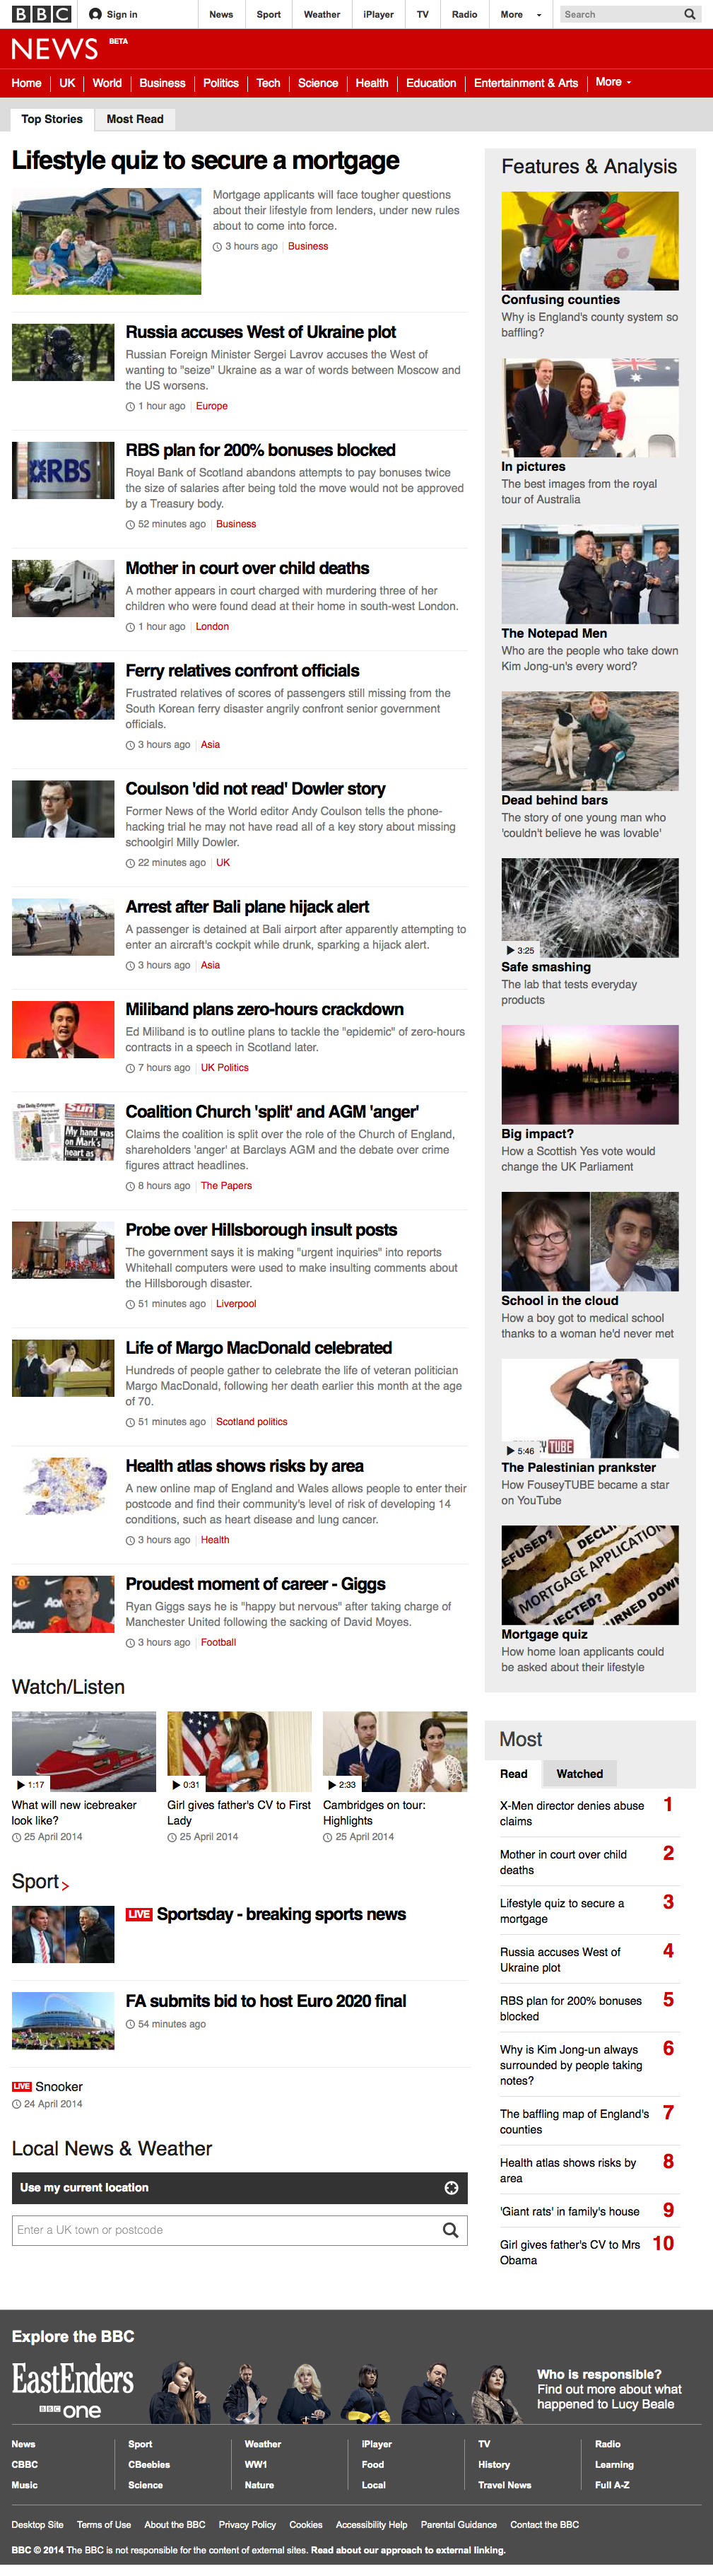 BBC
Sign in
News
Sport
Weather
iPlayer
TV
Radio
More
Search
NEWS BETA
Home
UK
World
Business
Politics
Tech
Science
Health
Education
Entertainment & Arts
More
Top Stories
Most Read
Lifestyle quiz to secure a mortgage
Mortgage applicants will face tougher questions
about their lifestyle from lenders, under new rules
about to come into force.
3 hours ago | Business
Russia accuses West of Ukraine plot
Russian Foreign Minister Sergei Lavrov accuses the West of
wanting to "seize" Ukraine as a war of words between Moscow and
the US worsens.
1 hour ago | Europe
RBS
RBS plan for 200% bonuses blocked
Royal Bank of Scotland abandons attempts to pay bonuses twice
the size of salaries after being told the move would not be approved
by a Treasury body.
52 minutes ago | Business
Mother in court over child deaths
A mother appears in court charged with murdering three of her
children who were found dead at their home in south-west London.
1 hour ago | London
Ferry relatives confront officials
Frustrated relatives of scores of passengers still missing from the
South Korean ferry disaster angrily confront senior government
officials.
3 hours ago | Asia
Coulson 'did not read' Dowler story
Former News of the World editor Andy Coulson tells the phone-
hacking trial he may not have read all of a key story about missing
schoolgirl Milly Dowler.
22 minutes ago | UK
Arrest after Bali plane hijack alert
A passenger is detained at Bali airport after apparently attempting to
enter an aircraft's cockpit while drunk, sparking a hijack alert.
3 hours ago | Asia
Miliband plans zero-hours crackdown
Ed Miliband is to outline plans to tackle the "epidemic" of zero-hours
contracts in a speech in Scotland later.
7 hours ago | UK Politics
The Daily Telegraph
Sun
My hand was
on Mark's
heart as
Coalition Church 'split' and AGM 'anger'
Claims the coalition is split over the role of the Church of England,
shareholders 'anger' at Barclays AGM and the debate over crime
figures attract headlines.
8 hours ago | The Papers
Probe over Hillsborough insult posts
The government says it is making "urgent inquiries" into reports
Whitehall computers were used to make insulting comments about
the Hillsborough disaster.
51 minutes ago | Liverpool
Life of Margo MacDonald celebrated
Hundreds of people gather to celebrate the life of veteran politician
Margo MacDonald, following her death earlier this month at the age
of 70.
51 minutes ago | Scotland politics
Health atlas shows risks by area
A new online map of England and Wales allows people to enter their
postcode and find their community's level of risk of developing 14
conditions, such as heart disease and lung cancer.
3 hours ago | Health
AON
Proudest moment of career - Giggs
Ryan Giggs says he is "happy but nervous" after taking charge of
Manchester United following the sacking of David Moyes.
3 hours ago | Football
Watch/Listen
1:17
What will new icebreaker
look like?
25 April 2014
0:31
Girl gives father's CV to First
Lady
25 April 2014
2:33
Cambridges on tour:
Highlights
25 April 2014
Sport
LIVE Sportsday - breaking sports news
FA submits bid to host Euro 2020 final
54 minutes ago
LIVE Snooker
24 April 2014
Local News & Weather
Use my current location
Enter a UK town or postcode
Features & Analysis
Confusing counties
Why is England's county system so
baffling?
In pictures
The best images from the royal
tour of Australia
The Notepad Men
Who are the people who take down
Kim Jong-un's every word?
Dead behind bars
The story of one young man who
'couldn't believe he was lovable'
3:25
Safe smashing
The lab that tests everyday
products
Big impact?
How a Scottish Yes vote would
change the UK Parliament
School in the cloud
How a boy got to medical school
thanks to a woman he'd never met
5:46
EY TUBE
The Palestinian prankster
How FouseyTUBE became a star
on YouTube
EFUSED?
DECLIN
MORTGAGE APPLICATION
JECTED?
TURNED DOWN
Mortgage quiz
How home loan applicants could
be asked about their lifestyle
Most
Read
Watched
X-Men director denies abuse 1
claims
Mother in court over child 2
deaths
Lifestyle quiz to secure a 3
mortgage
Russia accuses West of 4
Ukraine plot
RBS plan for 200% bonuses 5
blocked
Why is Kim Jong-un always 6
surrounded by people taking
notes?
The baffling map of England's 7
counties
Health atlas shows risks by 8
area
'Giant rats' in family's house 9
Girl gives father's CV to Mrs 10
Obama
Explore the BBC
EastEnders
BBC one
Who is responsible?
Find out more about what
happened to Lucy Beale
News
Sport
Weather
iPlayer
TV
Radio
CBBC
CBeebies
WW1
Food
History
Learning
Music
Science
Nature
Local
Travel News
Full A-Z
Desktop Site
Terms of Use
About the BBC
Privacy Policy
Cookies
Accessibility Help
Parental Guidance
Contact the BBC
BBC © 2014 The BBC is not responsible for the content of external sites. Read about our approach to external linking.